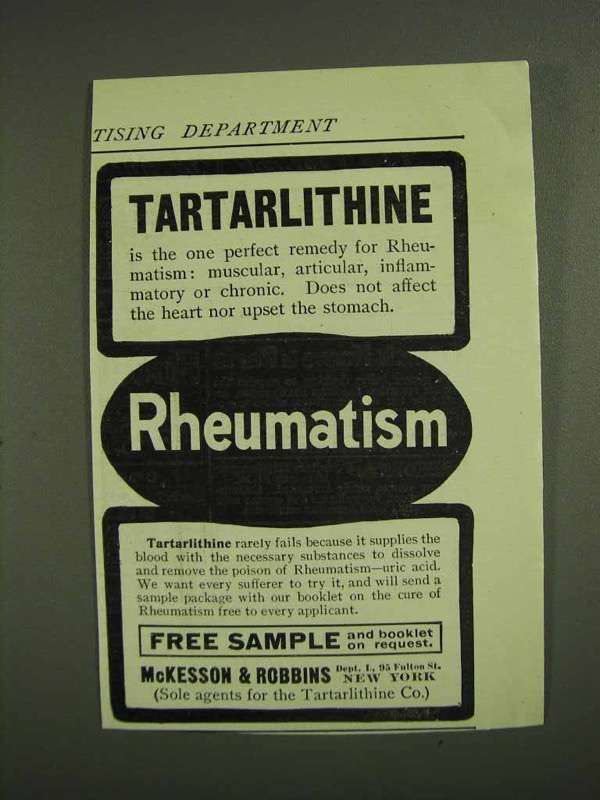 TISING DEPARTMENT
TARTARLITHINE
is the one perfect remedy for Rheu-
matism: muscular, articular, inflam-
matory or chronic. Does not affect
the heart nor upset the stomach.
Rheumatism
Tartarlithine rarely fails because it supplies the
blood with the necessary substances to dissolve
and remove the poison of Rheumatism—uric acid.
We want every sufferer to try it, and will send a
sample package with our booklet on the cure of
Rheumatism free to every applicant.
FREE SAMPLE and booklet
on request.
McKESSON & ROBBINS Dept. L, 95 Fulton St.
NEW YORK
(Sole agents for the Tartarlithine Co.)